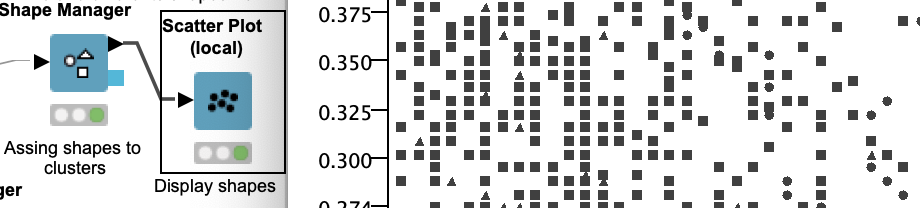 Shape Manager
Scatter Plot
(local)
Assing shapes to
clusters
Display shapes
0.375
0.350
0.325
0.300